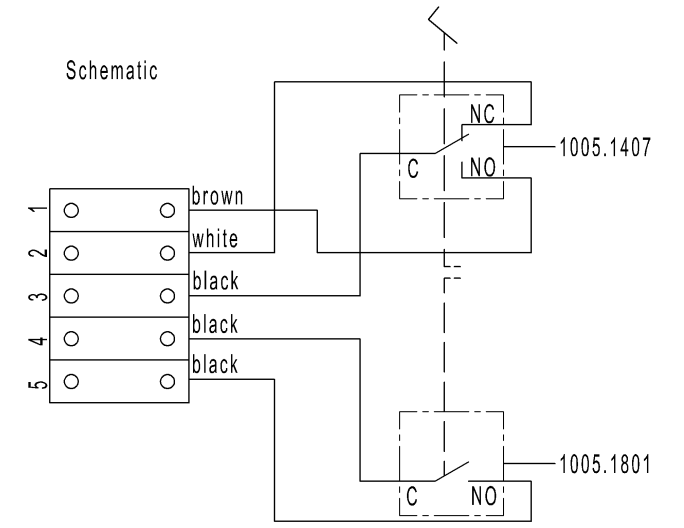 Schematic
NC
1005.1407
C
NO
1
brown
2
white
3
black
4
black
5
black
1005.1801
C
NO